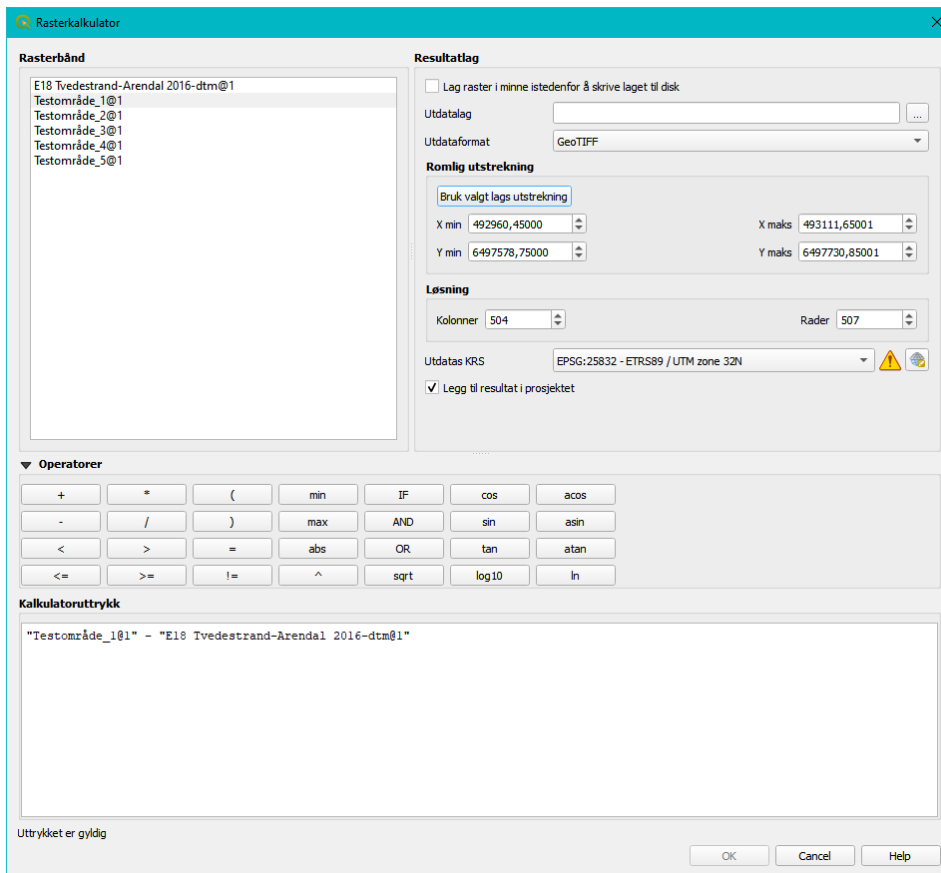 Rasterkalkulator
Rasterbånd
E18 Tvedestrand-Arendal 2016-dtm@1
Testområde_1@1
Testområde_2@1
Testområde_3@1
Testområde_4@1
Testområde_5@1
Resultatlag
Lag raster i minne istedenfor å skrive laget til disk
Utdatalag ...
Utdataformat GeoTIFF
Romlig utstrekning
Bruk valgt lags utstrekning
X min 492960,45000 X maks 493111,65001
Y min 6497578,75000 Y maks 6497730,85001
Løsning
Kolonner 504 Rader 507
Utdatas KRS EPSG:25832 - ETRS89 / UTM zone 32N
Legg til resultat i prosjektet
Operatorer
+ * ( min IF cos acos
- / ) max AND sin asin
< > = abs OR tan atan
<= >= != ^ sqrt log10 ln
Kalkulatoruttrykk
"Testområde_1@1" - "E18 Tvedestrand-Arendal 2016-dtm@1"
Uttrykket er gyldig
OK Cancel Help